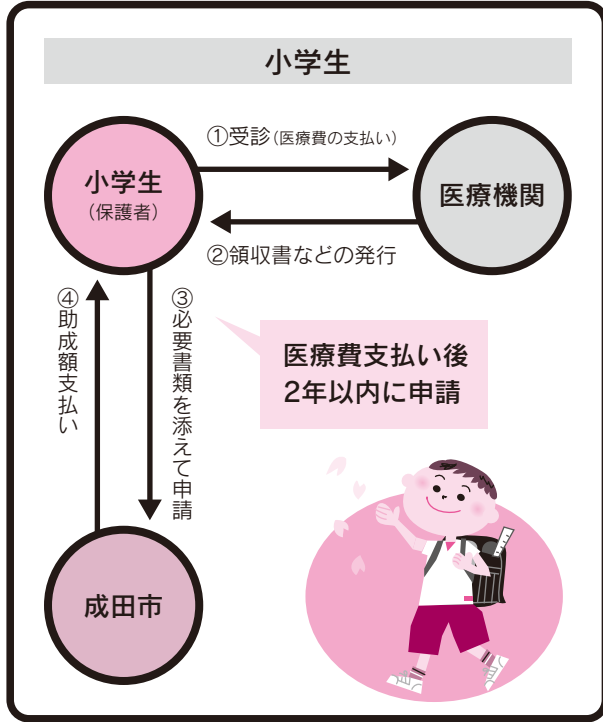 小学生
①受診(医療費の支払い)
小学生
(保護者)
医療機関
②領収書などの発行
④助成額支払い
③必要書類を添えて申請
医療費支払い後
2年以内に申請
成田市